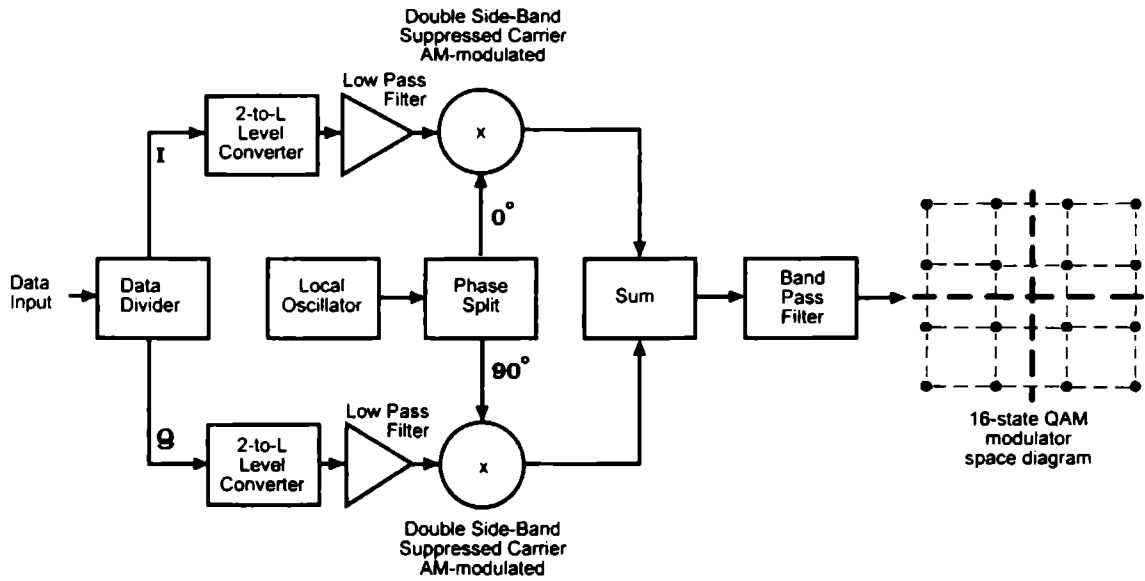 Double Side-Band
Suppressed Carrier
AM-modulated
Low Pass
Filter
2-to-L
Level
Converter
x
I
0°
Data
Input
Data
Divider
Local
Oscillator
Phase
Split
Sum
Band
Pass
Filter
90°
Low Pass
Filter
Q
2-to-L
Level
Converter
x
16-state QAM
modulator
space diagram
Double Side-Band
Suppressed Carrier
AM-modulated